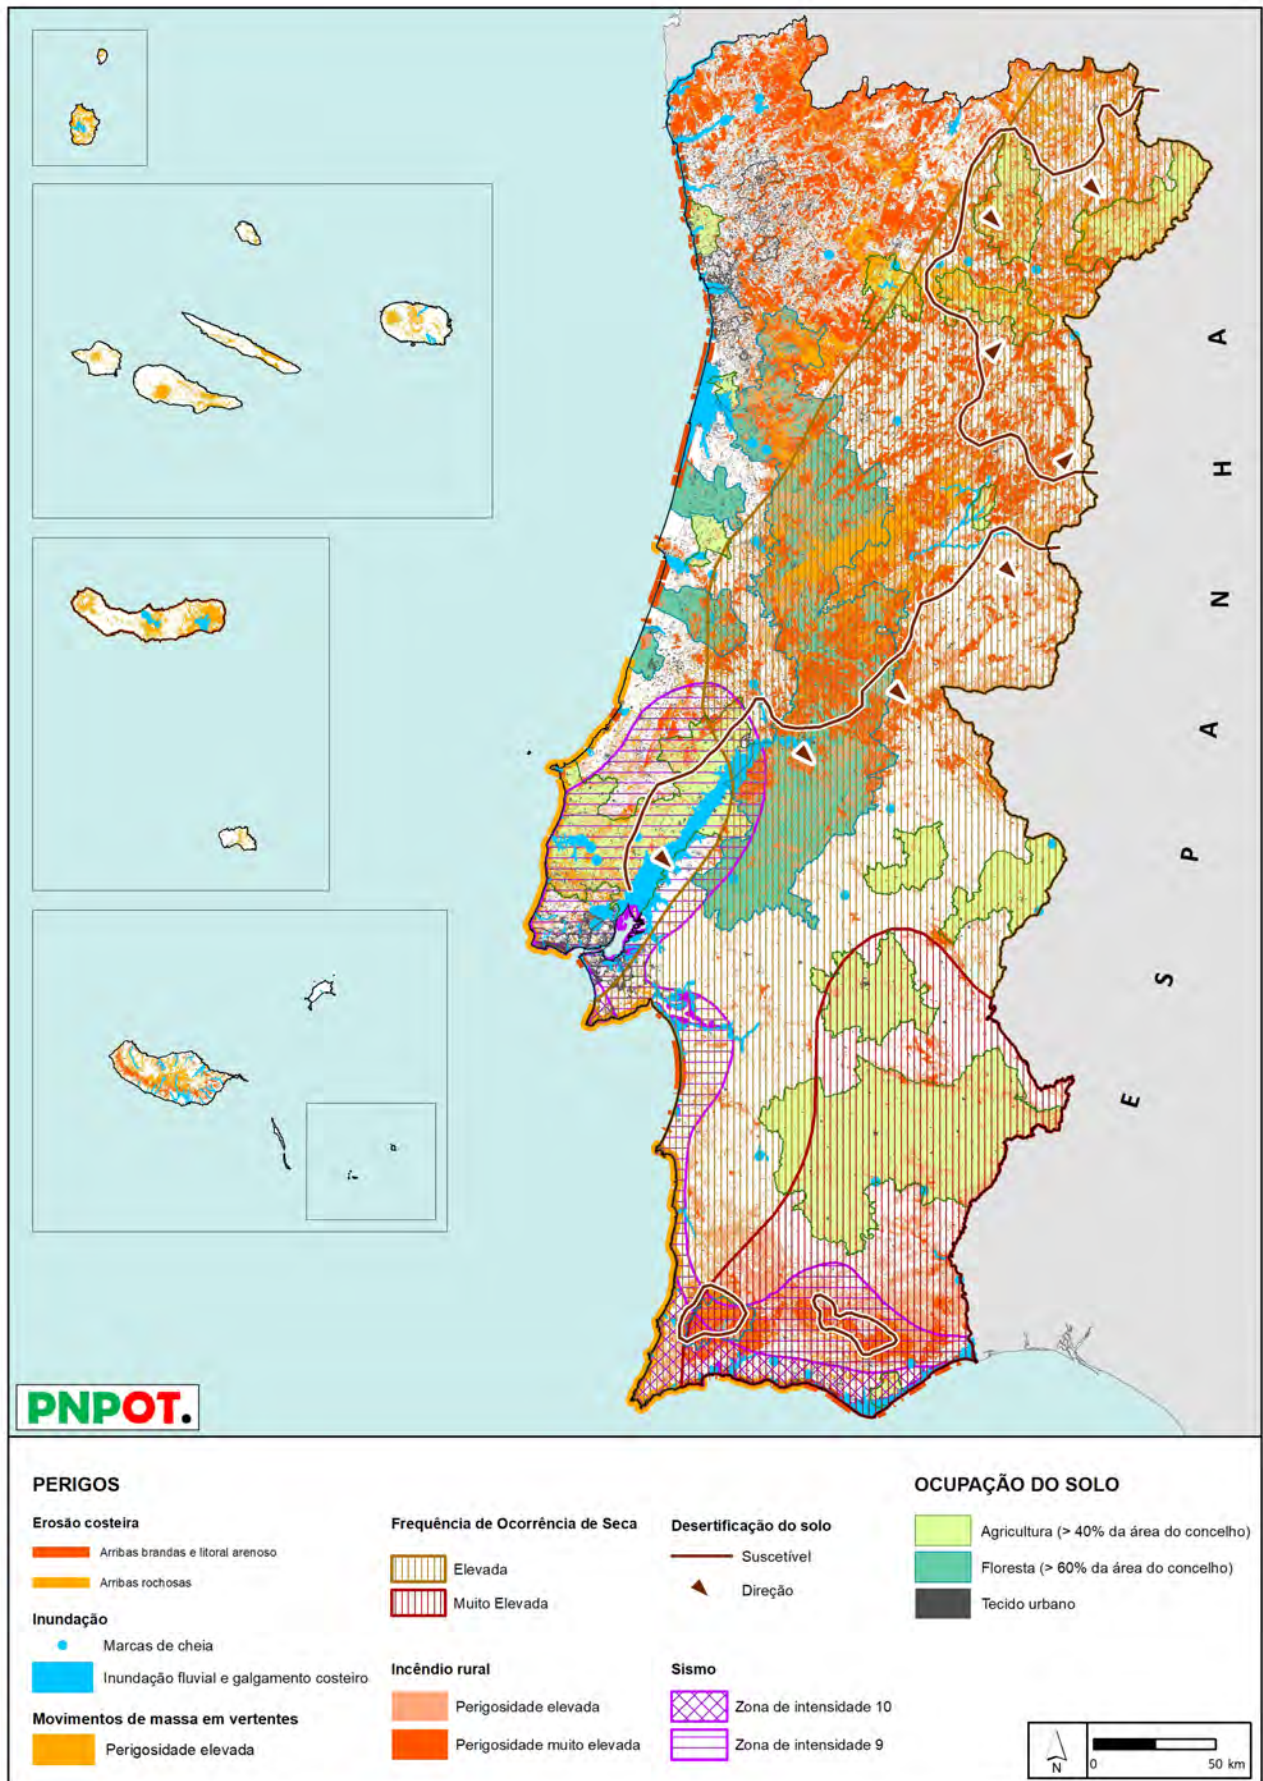 E S P A N H A
PNPOT.
PERIGOS
Erosão costeira
Arribas brandas e litoral arenoso
Arribas rochosas
Inundação
Marcas de cheia
Inundação fluvial e galgamento costeiro
Movimentos de massa em vertentes
Perigosidade elevada
Frequência de Ocorrência de Seca
Elevada
Muito Elevada
Incêndio rural
Perigosidade elevada
Perigosidade muito elevada
Desertificação do solo
Suscetível
Direção
Sismo
Zona de intensidade 10
Zona de intensidade 9
OCUPAÇÃO DO SOLO
Agricultura (> 40% da área do concelho)
Floresta (> 60% da área do concelho)
Tecido urbano
N
0 50 km